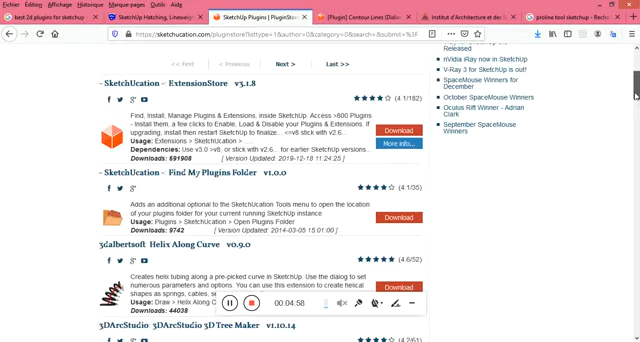 Fichier Édition Affichage Historique Marque-pages Outils Aide
best 2d plugins for sketchup
SketchUp Hatching, Lineweigh
SketchUp Plugins | PluginStore
[Plugin] Contour Lines (Didier
Institut d'Architecture et des S
proline tool sketchup - Recher
https://sketchucation.com/pluginstore?listtype=1&author=0&category=0&search=&submit=%3F
<< First < Previous Next > Last >>
Released
nVidia iRay now in SketchUp
V-Ray 3 for SketchUp is out!
SpaceMouse Winners for
December
October SpaceMouse Winners
Oculus Rift Winner - Adrian
Clark
September SpaceMouse
Winners
- SketchUcation -: ExtensionStore v3.1.8
(4.1/182)
Find, Install, Manage Plugins & Extensions, inside SketchUp. Access >800 Plugins
- Install them, a few clicks to Enable, Load & Disable your Plugins & Extensions. If
upgrading, install then restart SketchUp to finalize... <=v8 stick with v2.6...
Usage: Extensions > SketchUcation > ......
Dependencies: Use v3.0 >v8, or stick with v2.6... for earlier SketchUp versions..
Downloads: 691908 [ Version Updated: 2019-12-18 11:24:25 ]
Download
More info...
- SketchUcation -: Find My Plugins Folder v1.0.0
(4.1/35)
Adds an additional option to the SketchUcation Tools menu to open the location
of your plugins folder for your current running SketchUp instance
Usage: Plugins > SketchUcation > Open Plugins Folder
Downloads: 9742 [ Version Updated: 2014-03-05 15:01:00 ]
Download
3dalbertsoft Helix Along Curve v0.9.0
(4.6/52)
Creates helix tubing along a pre-picked curve in SketchUp. Use the dialog to set
numerous parameters and options. You can use this extension to create helical
shapes as springs, cables, se
Usage: Draw > Helix Along C
Downloads: 44038
Download
00:04:58
3DArcStudio 3DArcStudio 3D Tree Maker v1.10.14
(4.2/61)